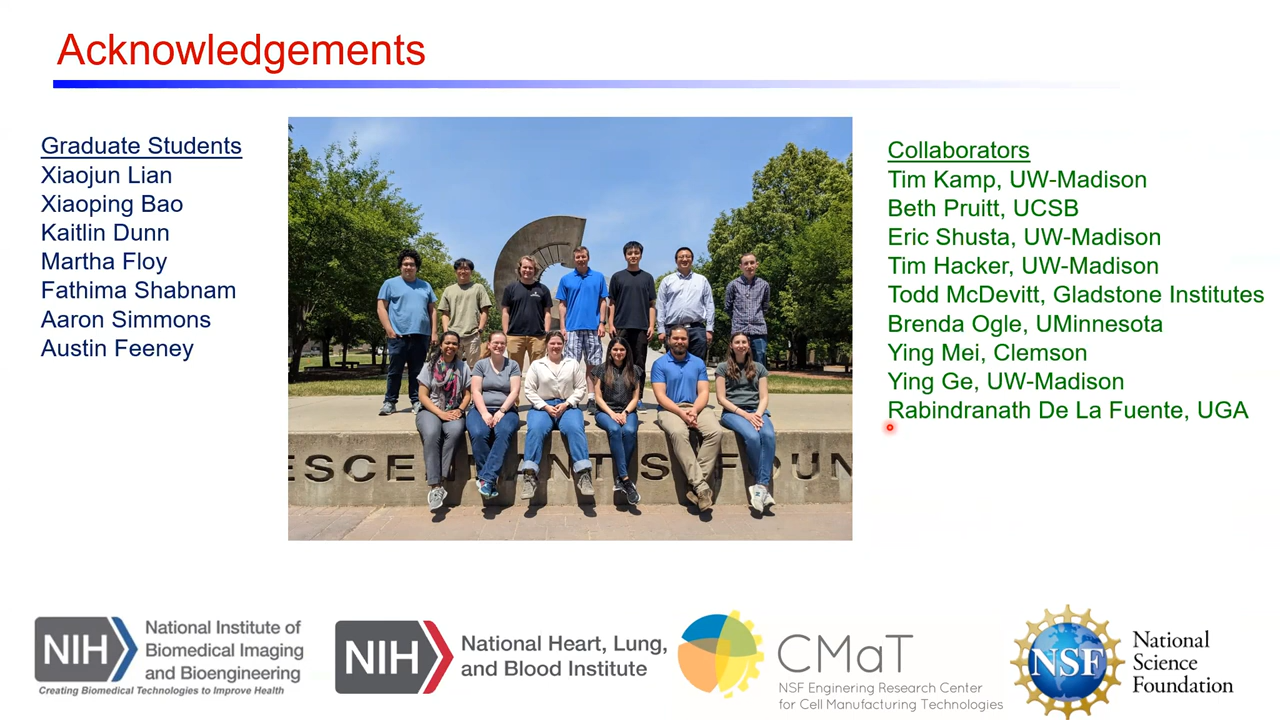 Acknowledgements
Graduate Students
Xiaojun Lian
Xiaoping Bao
Kaitlin Dunn
Martha Floy
Fathima Shabnam
Aaron Simmons
Austin Feeney
ESCE ANTS FOUN
Collaborators
Tim Kamp, UW-Madison
Beth Pruitt, UCSB
Eric Shusta, UW-Madison
Tim Hacker, UW-Madison
Todd McDevitt, Gladstone Institutes
Brenda Ogle, UMinnesota
Ying Mei, Clemson
Ying Ge, UW-Madison
Rabindranath De La Fuente, UGA
NIH
National Institute of
Biomedical Imaging
and Bioengineering
Creating Biomedical Technologies to Improve Health
NIH
National Heart, Lung,
and Blood Institute
CMaT
NSF Enginering Research Center
for Cell Manufacturing Technologies
NSF
National
Science
Foundation